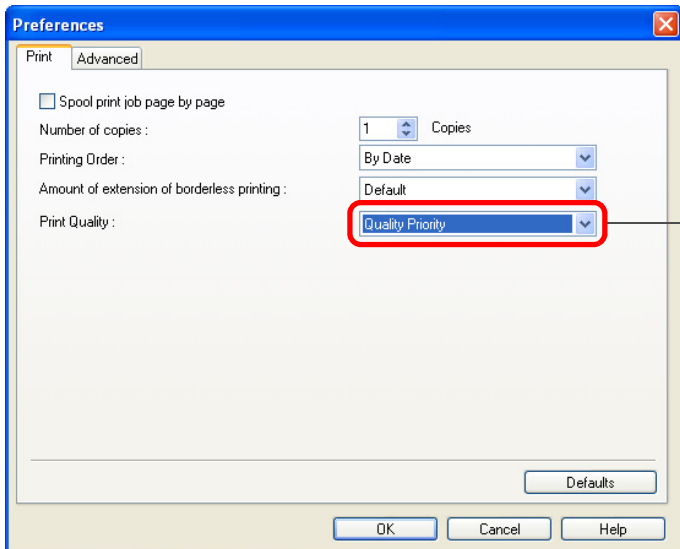 Preferences
Print Advanced
Spool print job page by page
Number of copies : 1 Copies
Printing Order : By Date
Amount of extension of borderless printing : Default
Print Quality : Quality Priority
Defaults
OK Cancel Help